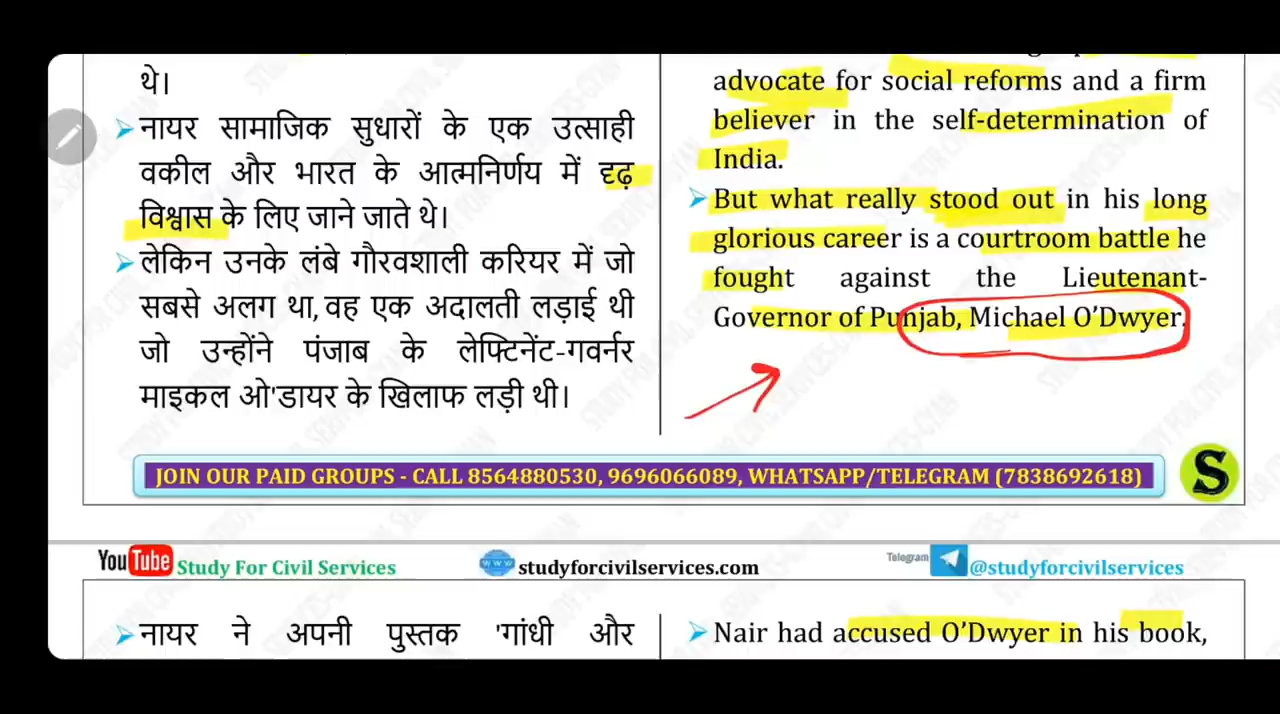 थे।
नायर सामाजिक सुधारों के एक उत्साही
वकील और भारत के आत्मनिर्णय में दृढ़
विश्वास के लिए जाने जाते थे।
लेकिन उनके लंबे गौरवशाली करियर में जो
सबसे अलग था, वह एक अदालती लड़ाई थी
जो उन्होंने पंजाब के लेफ्टिनेंट-गवर्नर
माइकल ओ'डायर के खिलाफ लड़ी थी।
advocate for social reforms and a firm
believer in the self-determination of
India.
But what really stood out in his long
glorious career is a courtroom battle he
fought against the Lieutenant-
Governor of Punjab, Michael O’Dwyer.
JOIN OUR PAID GROUPS - CALL 8564880530, 9696066089, WHATSAPP/TELEGRAM (7838692618)
S
YouTube Study For Civil Services
www studyforcivilservices.com
Telegram @studyforcivilservices
नायर ने अपनी पुस्तक 'गांधी और
Nair had accused O’Dwyer in his book,